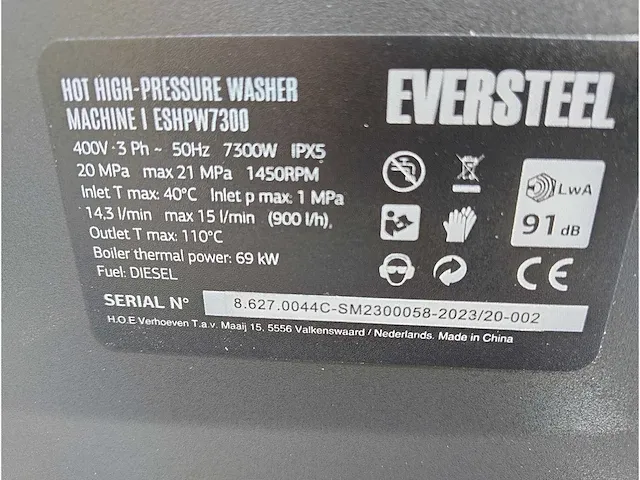 HOT HIGH-PRESSURE WASHER
MACHINE | ESHPW7300
EVERSTEEL
400V ·3 Ph ~ 50Hz 7300W IPX5
20 MPa max 21 MPa 1450RPM
Inlet T max: 40°C Inlet p max: 1 MPa
14.3 l/min max 15 l/min (900 l/h),
Outlet T max: 110°C
Boiler thermal power: 69 kW
Fuel: DIESEL
LWA
91 dB
CE
SERIAL N° 8.627.0044C-SM2300058-2023/20-002
H.O.E Verhoeven T.a.v. Maaij 15, 5556 Valkenswaard / Nederlands. Made in China